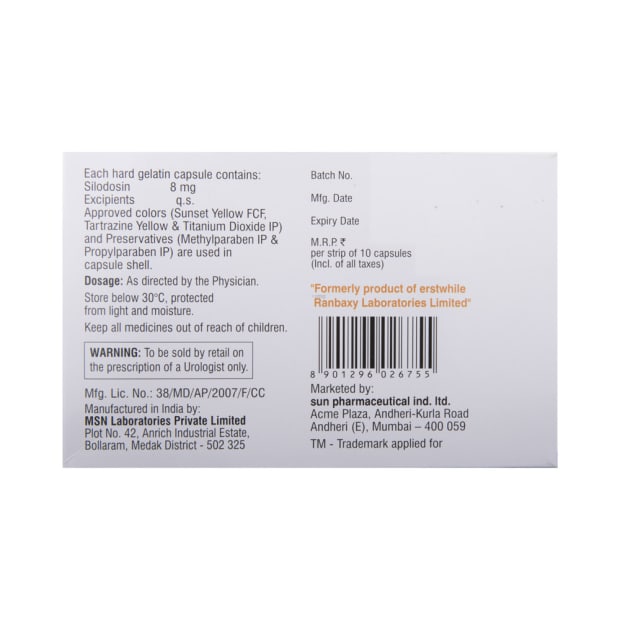 Each hard gelatin capsule contains:
Silodosin 8 mg
Excipients q.s.
Approved colors (Sunset Yellow FCF,
Tartrazine Yellow & Titanium Dioxide IP)
and Preservatives (Methylparaben IP &
Propylparaben IP) are used in
capsule shell.
Dosage: As directed by the Physician.
Store below 30°C, protected
from light and moisture.
Keep all medicines out of reach of children.
WARNING: To be sold by retail on
the prescription of a Urologist only.
Mfg. Lic. No.: 38/MD/AP/2007/F/CC
Manufactured in India by:
MSN Laboratories Private Limited
Plot No. 42, Anrich Industrial Estate,
Bollaram, Medak District - 502 325
Batch No.
Mfg. Date
Expiry Date
M.R.P. ₹
per strip of 10 capsules
(Incl. of all taxes)
"Formerly product of erstwhile
Ranbaxy Laboratories Limited"
8 901296 026755
Marketed by:
sun pharmaceutical ind. ltd.
Acme Plaza, Andheri-Kurla Road
Andheri (E), Mumbai – 400 059
TM - Trademark applied for